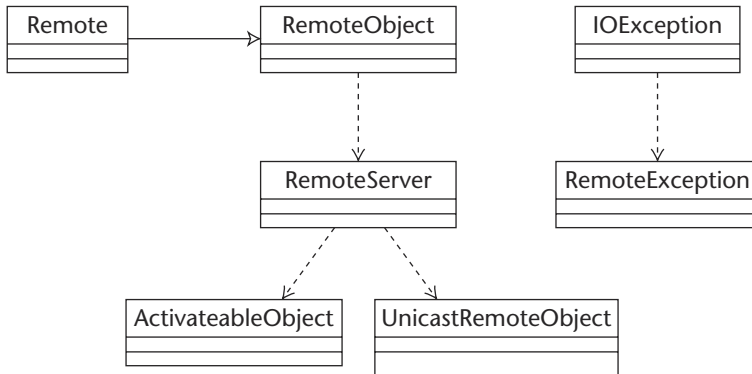 Remote
RemoteObject
IOException
RemoteServer
RemoteException
ActivateableObject
UnicastRemoteObject